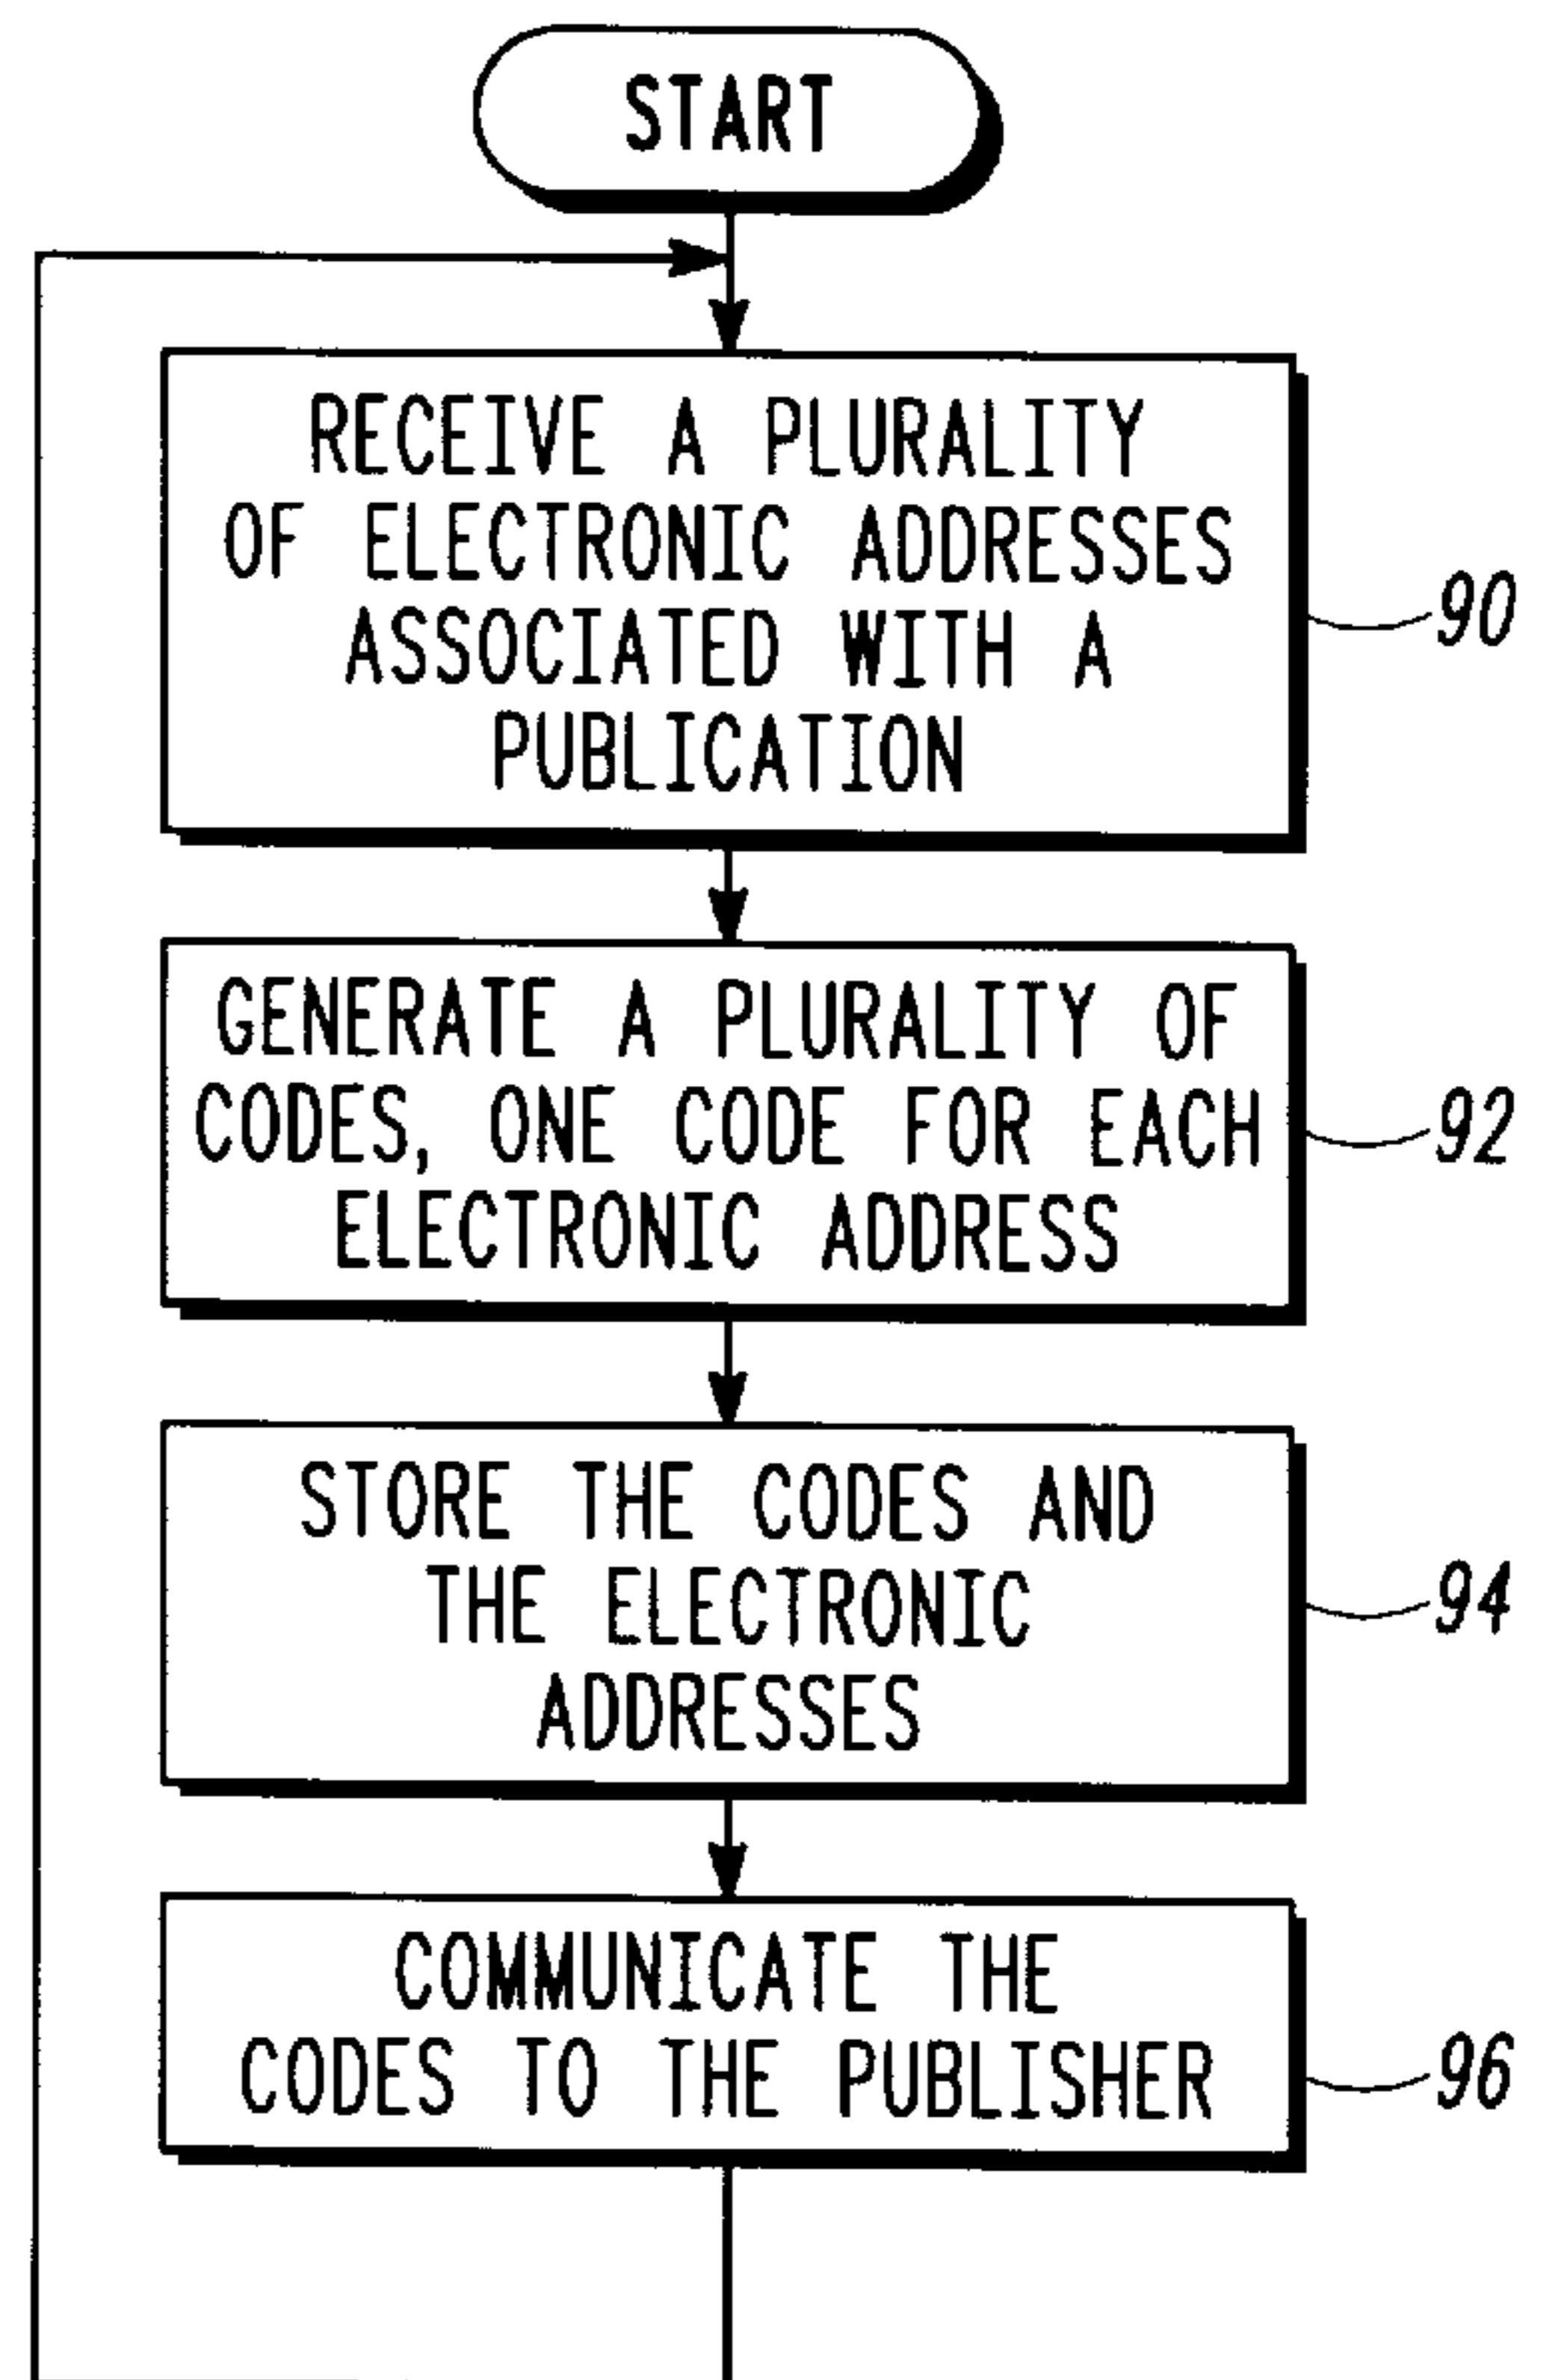 START
RECEIVE A PLURALITY
OF ELECTRONIC ADDRESSES
ASSOCIATED WITH A
PUBLICATION
90
GENERATE A PLURALITY OF
CODES, ONE CODE FOR EACH
ELECTRONIC ADDRESS
92
STORE THE CODES AND
THE ELECTRONIC
ADDRESSES
94
COMMUNICATE THE
CODES TO THE PUBLISHER
96